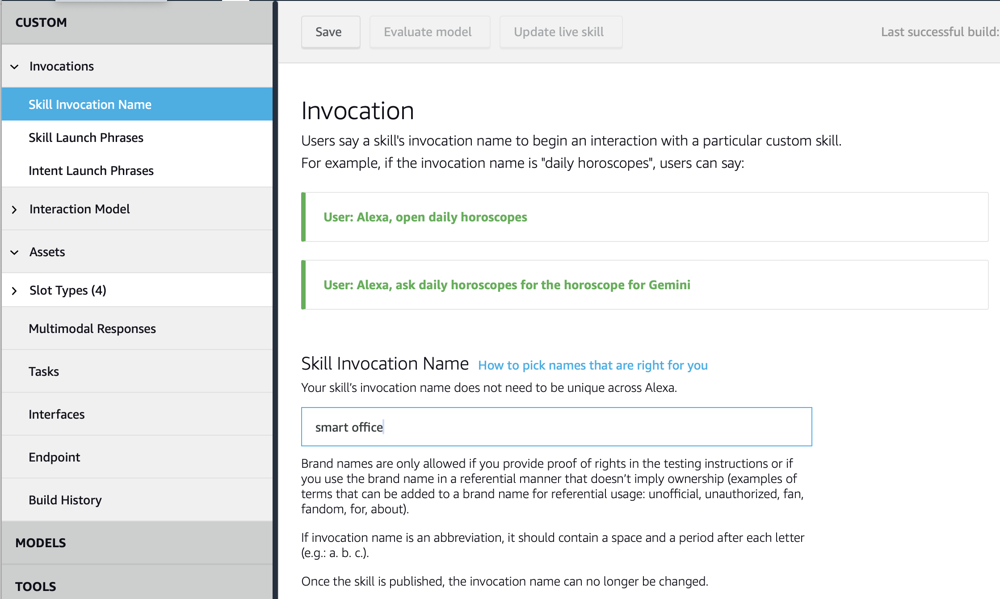 CUSTOM
Invocations
Skill Invocation Name
Skill Launch Phrases
Intent Launch Phrases
Interaction Model
Assets
Slot Types (4)
Multimodal Responses
Tasks
Interfaces
Endpoint
Build History
MODELS
TOOLS
Save
Evaluate model
Update live skill
Last successful build:
Invocation
Users say a skill's invocation name to begin an interaction with a particular custom skill.
For example, if the invocation name is "daily horoscopes", users can say:
User: Alexa, open daily horoscopes
User: Alexa, ask daily horoscopes for the horoscope for Gemini
Skill Invocation Name How to pick names that are right for you
Your skill’s invocation name does not need to be unique across Alexa.
smart office
Brand names are only allowed if you provide proof of rights in the testing instructions or if
you use the brand name in a referential manner that doesn’t imply ownership (examples of
terms that can be added to a brand name for referential usage: unofficial, unauthorized, fan,
fandom, for, about).
If invocation name is an abbreviation, it should contain a space and a period after each letter
(e.g.: a. b. c.).
Once the skill is published, the invocation name can no longer be changed.